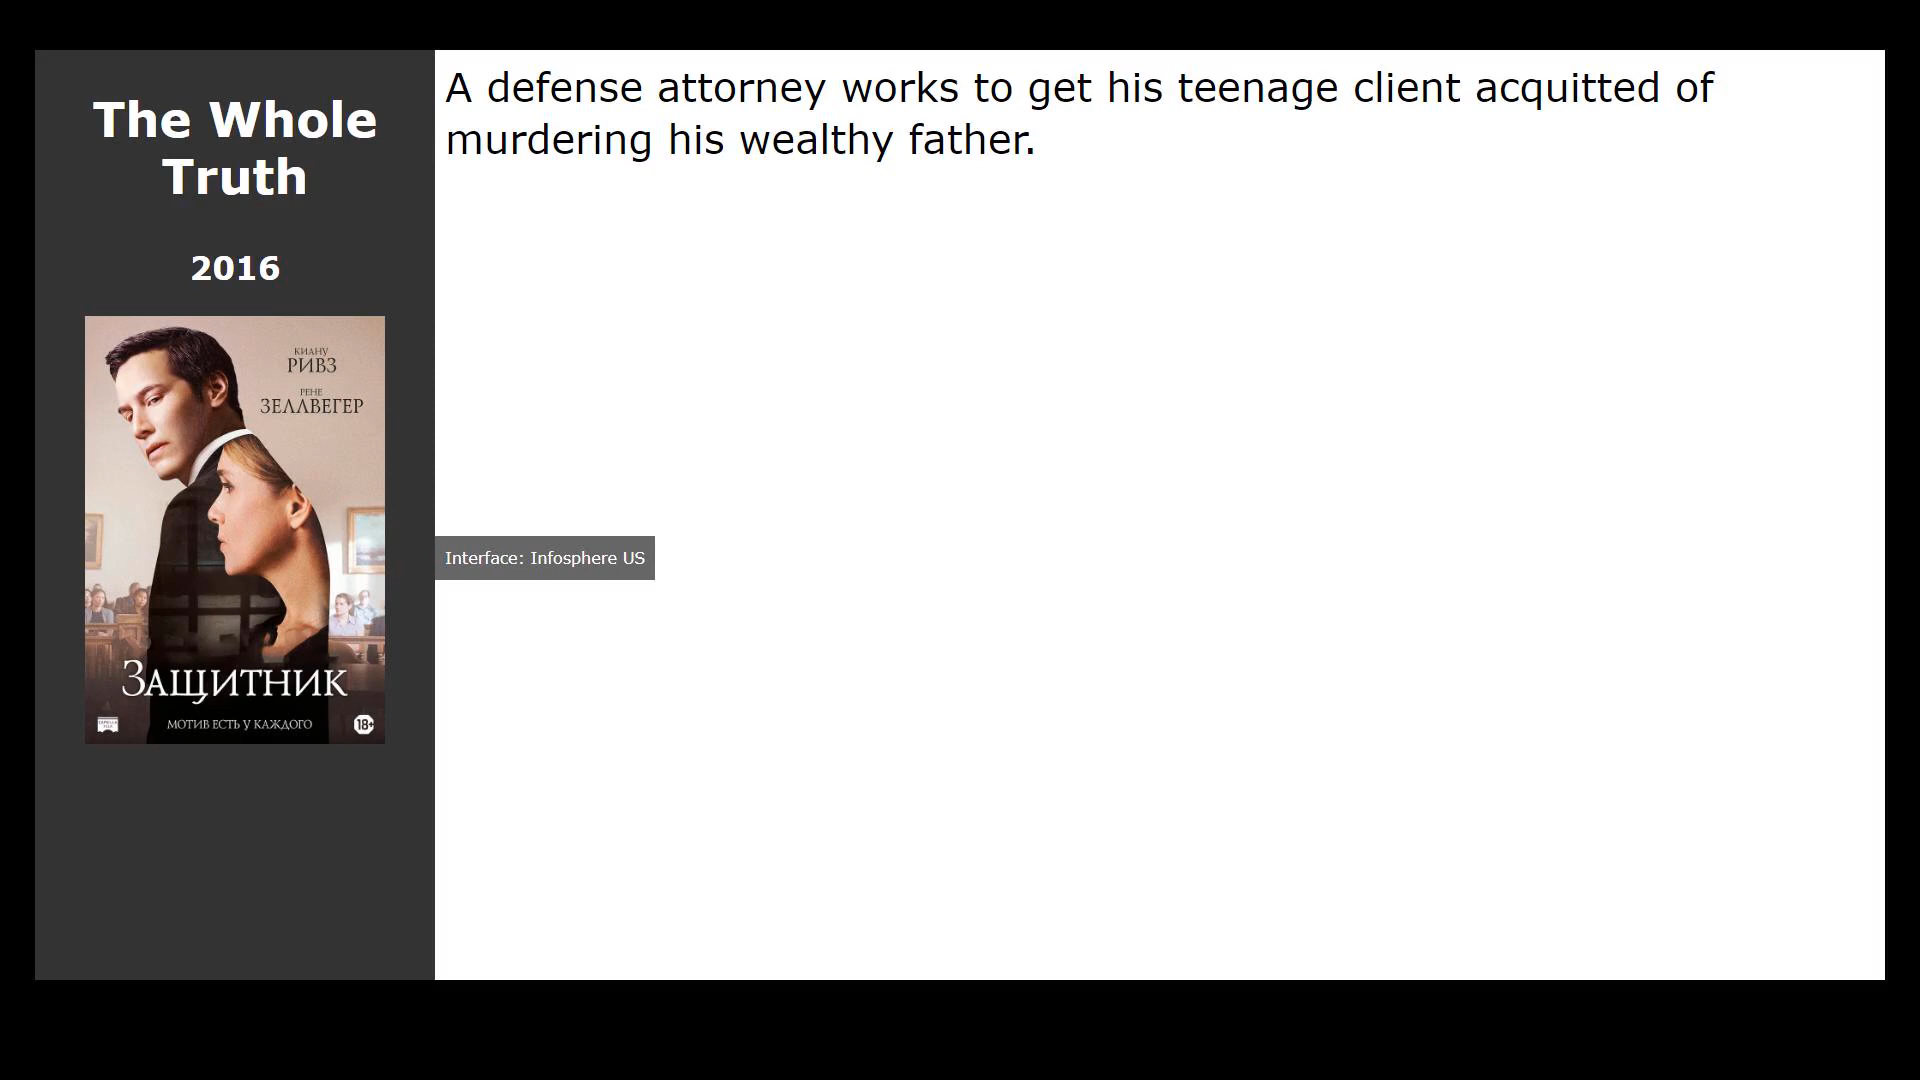 The Whole
Truth
2016
КИАНУ
РИВЗ
РЕНЕ
ЗЕЛЛВЕГЕР
ЗАЩИТНИК
МОТИВ ЕСТЬ У КАЖДОГО
18+
A defense attorney works to get his teenage client acquitted of
murdering his wealthy father.
Interface: Infosphere US